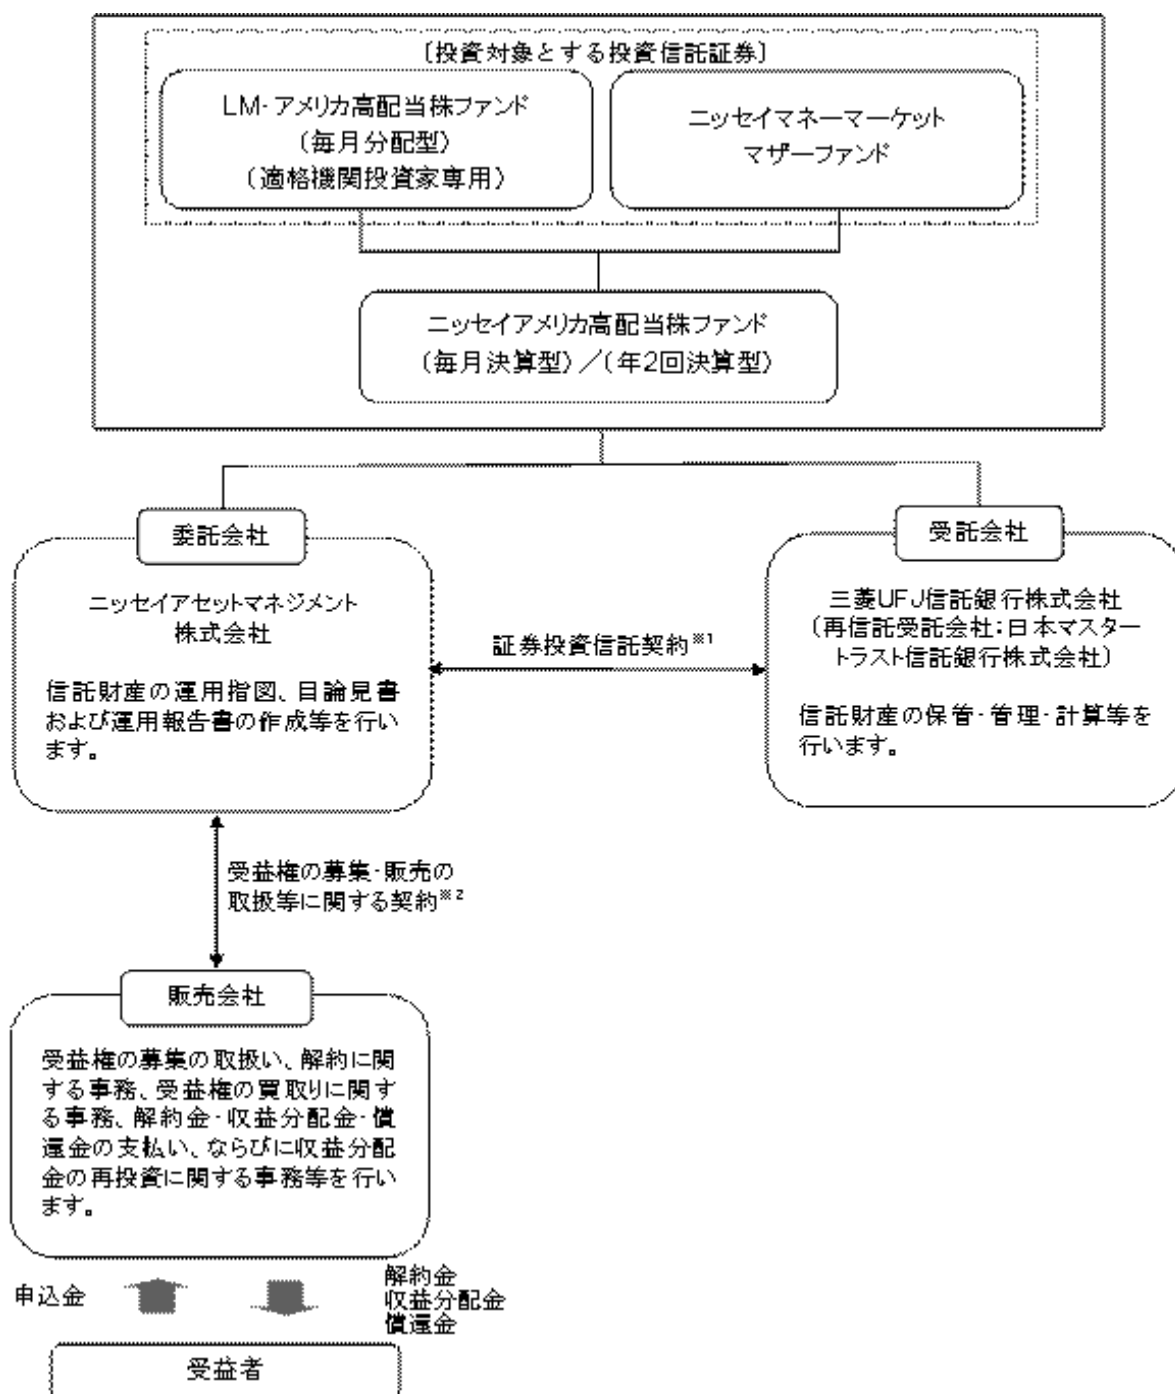 〔投資対象とする投資信託証券〕
LM・アメリカ高配当株ファンド
(毎月分配型)
(適格機関投資家専用)
ニッセイマネーマーケット
マザーファンド
ニッセイアメリカ高配当株ファンド
(毎月決算型)/(年2回決算型)
委託会社
ニッセイアセットマネジメント
株式会社
信託財産の運用指図、目論見書
および運用報告書の作成等を行い
ます。
証券投資信託契約※1
受託会社
三菱UFJ信託銀行株式会社
(再信託受託会社:日本マスター
トラスト信託銀行株式会社)
信託財産の保管・管理・計算等を
行います。
受益権の募集・販売の
取扱等に関する契約※2
販売会社
受益権の募集の取扱い、解約に関
する事務、受益権の買取りに関す
る事務、解約金・収益分配金・償
還金の支払い、ならびに収益分配
金の再投資に関する事務等を行い
ます。
申込金
解約金
収益分配金
償還金
受益者